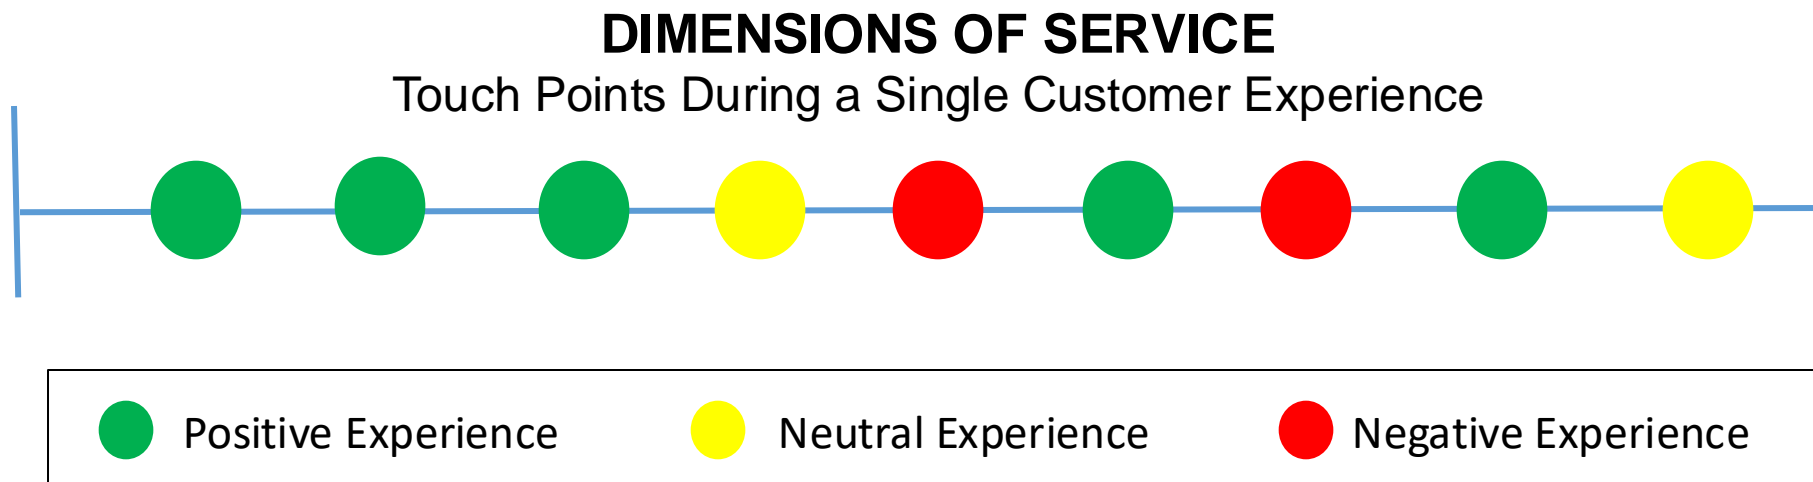 DIMENSIONS OF SERVICE
Touch Points During a Single Customer Experience
Positive Experience
Neutral Experience
Negative Experience